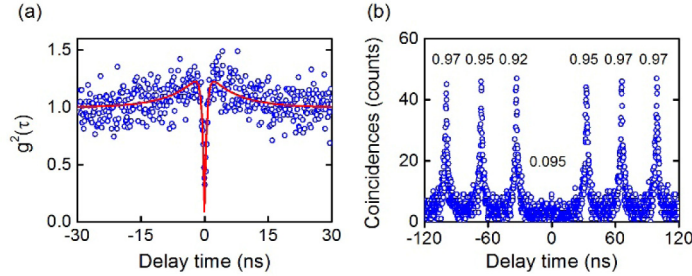 (a)
1.5
1.0
0.5
0.0
g²(τ)
-30 -15 0 15 30
Delay time (ns)
(b)
60
40
20
0
Coincidences (counts)
0.97 0.95 0.92 0.95 0.97 0.97
0.095
-120 -60 0 60 120
Delay time (ns)